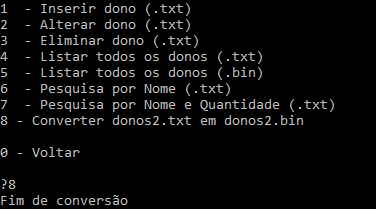 1  - Inserir dono (.txt)
2  - Alterar dono (.txt)
3  - Eliminar dono (.txt)
4  - Listar todos os donos (.txt)
5  - Listar todos os donos (.bin)
6  - Pesquisa por Nome (.txt)
7  - Pesquisa por Nome e Quantidade (.txt)
8 - Converter donos2.txt em donos2.bin
0 - Voltar
?8
Fim de conversão